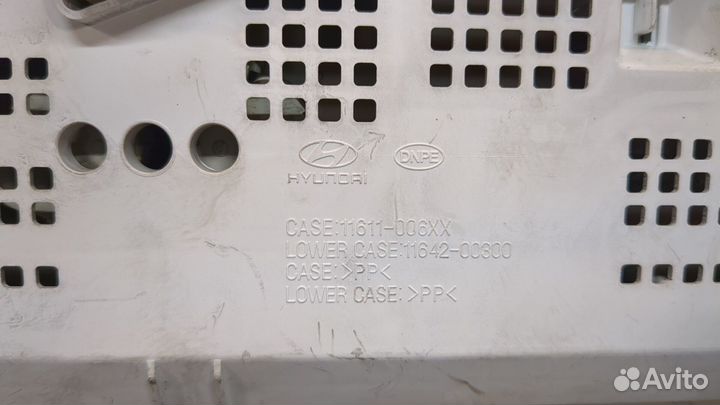 HYUNDAI DNPE
CASE:11611-006XX
LOWER CASE:11642-00300
CASE: >PP<
LOWER CASE: >PP<
Avito